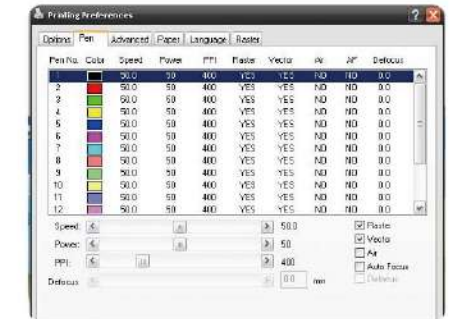 Printing Preferences
Options Pen Advanced Paper Language Raster
Pen No. Color Speed Power PPI Raster Vector Air AF Defocus
1 50.0 50 400 YES YES NO NO 0.0
2 50.0 50 400 YES YES NO NO 0.0
3 50.0 50 400 YES YES NO NO 0.0
4 50.0 50 400 YES YES NO NO 0.0
5 50.0 50 400 YES YES NO NO 0.0
6 50.0 50 400 YES YES NO NO 0.0
7 50.0 50 400 YES YES NO NO 0.0
8 50.0 50 400 YES YES NO NO 0.0
9 50.0 50 400 YES YES NO NO 0.0
10 50.0 50 400 YES YES NO NO 0.0
11 50.0 50 400 YES YES NO NO 0.0
12 50.0 50 400 YES YES NO NO 0.0
Speed: 50.0 Raster
Power: 50 Vector
Air
PPI: 400 Auto Focus
Defocus 0.0 mm Defocus